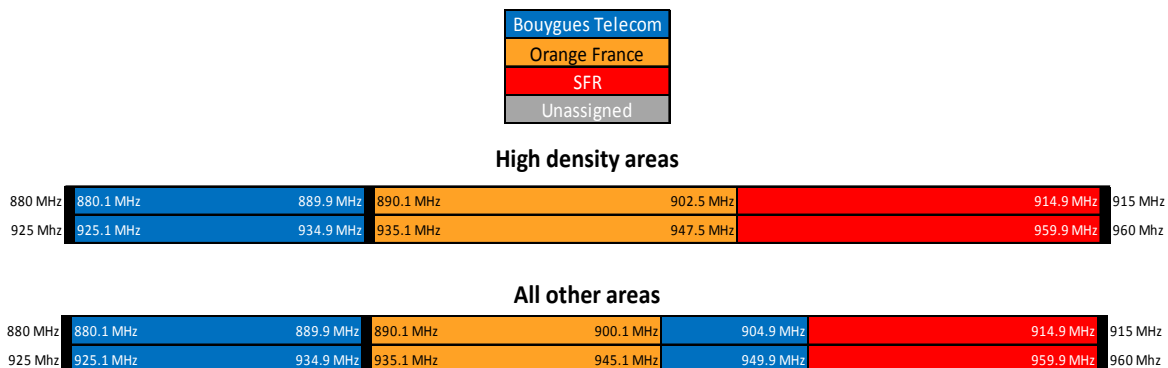 Bouygues Telecom
Orange France
SFR
Unassigned
High density areas
880 MHz 880.1 MHz 889.9 MHz 890.1 MHz 902.5 MHz 914.9 MHz 915 MHz
925 Mhz 925.1 MHz 934.9 MHz 935.1 MHz 947.5 MHz 959.9 MHz 960 Mhz
All other areas
880 MHz 880.1 MHz 889.9 MHz 890.1 MHz 900.1 MHz 904.9 MHz 914.9 MHz 915 MHz
925 Mhz 925.1 MHz 934.9 MHz 935.1 MHz 945.1 MHz 949.9 MHz 959.9 MHz 960 Mhz